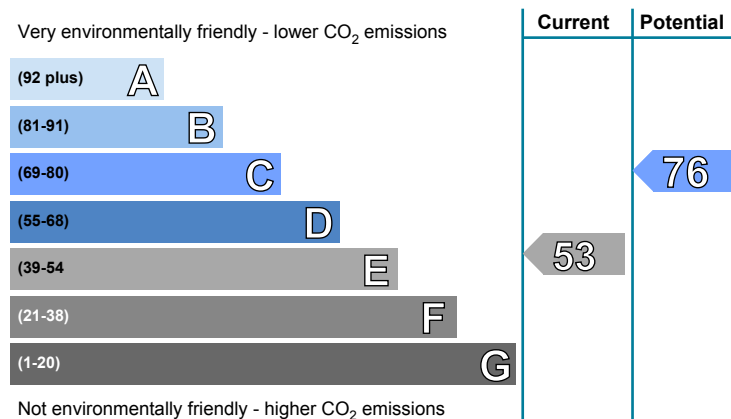 Very environmentally friendly - lower CO2 emissions
Current
Potential
(92 plus) A
(81-91) B
(69-80) C
(55-68) D
(39-54 E
(21-38) F
(1-20) G
53
76
Not environmentally friendly - higher CO2 emissions